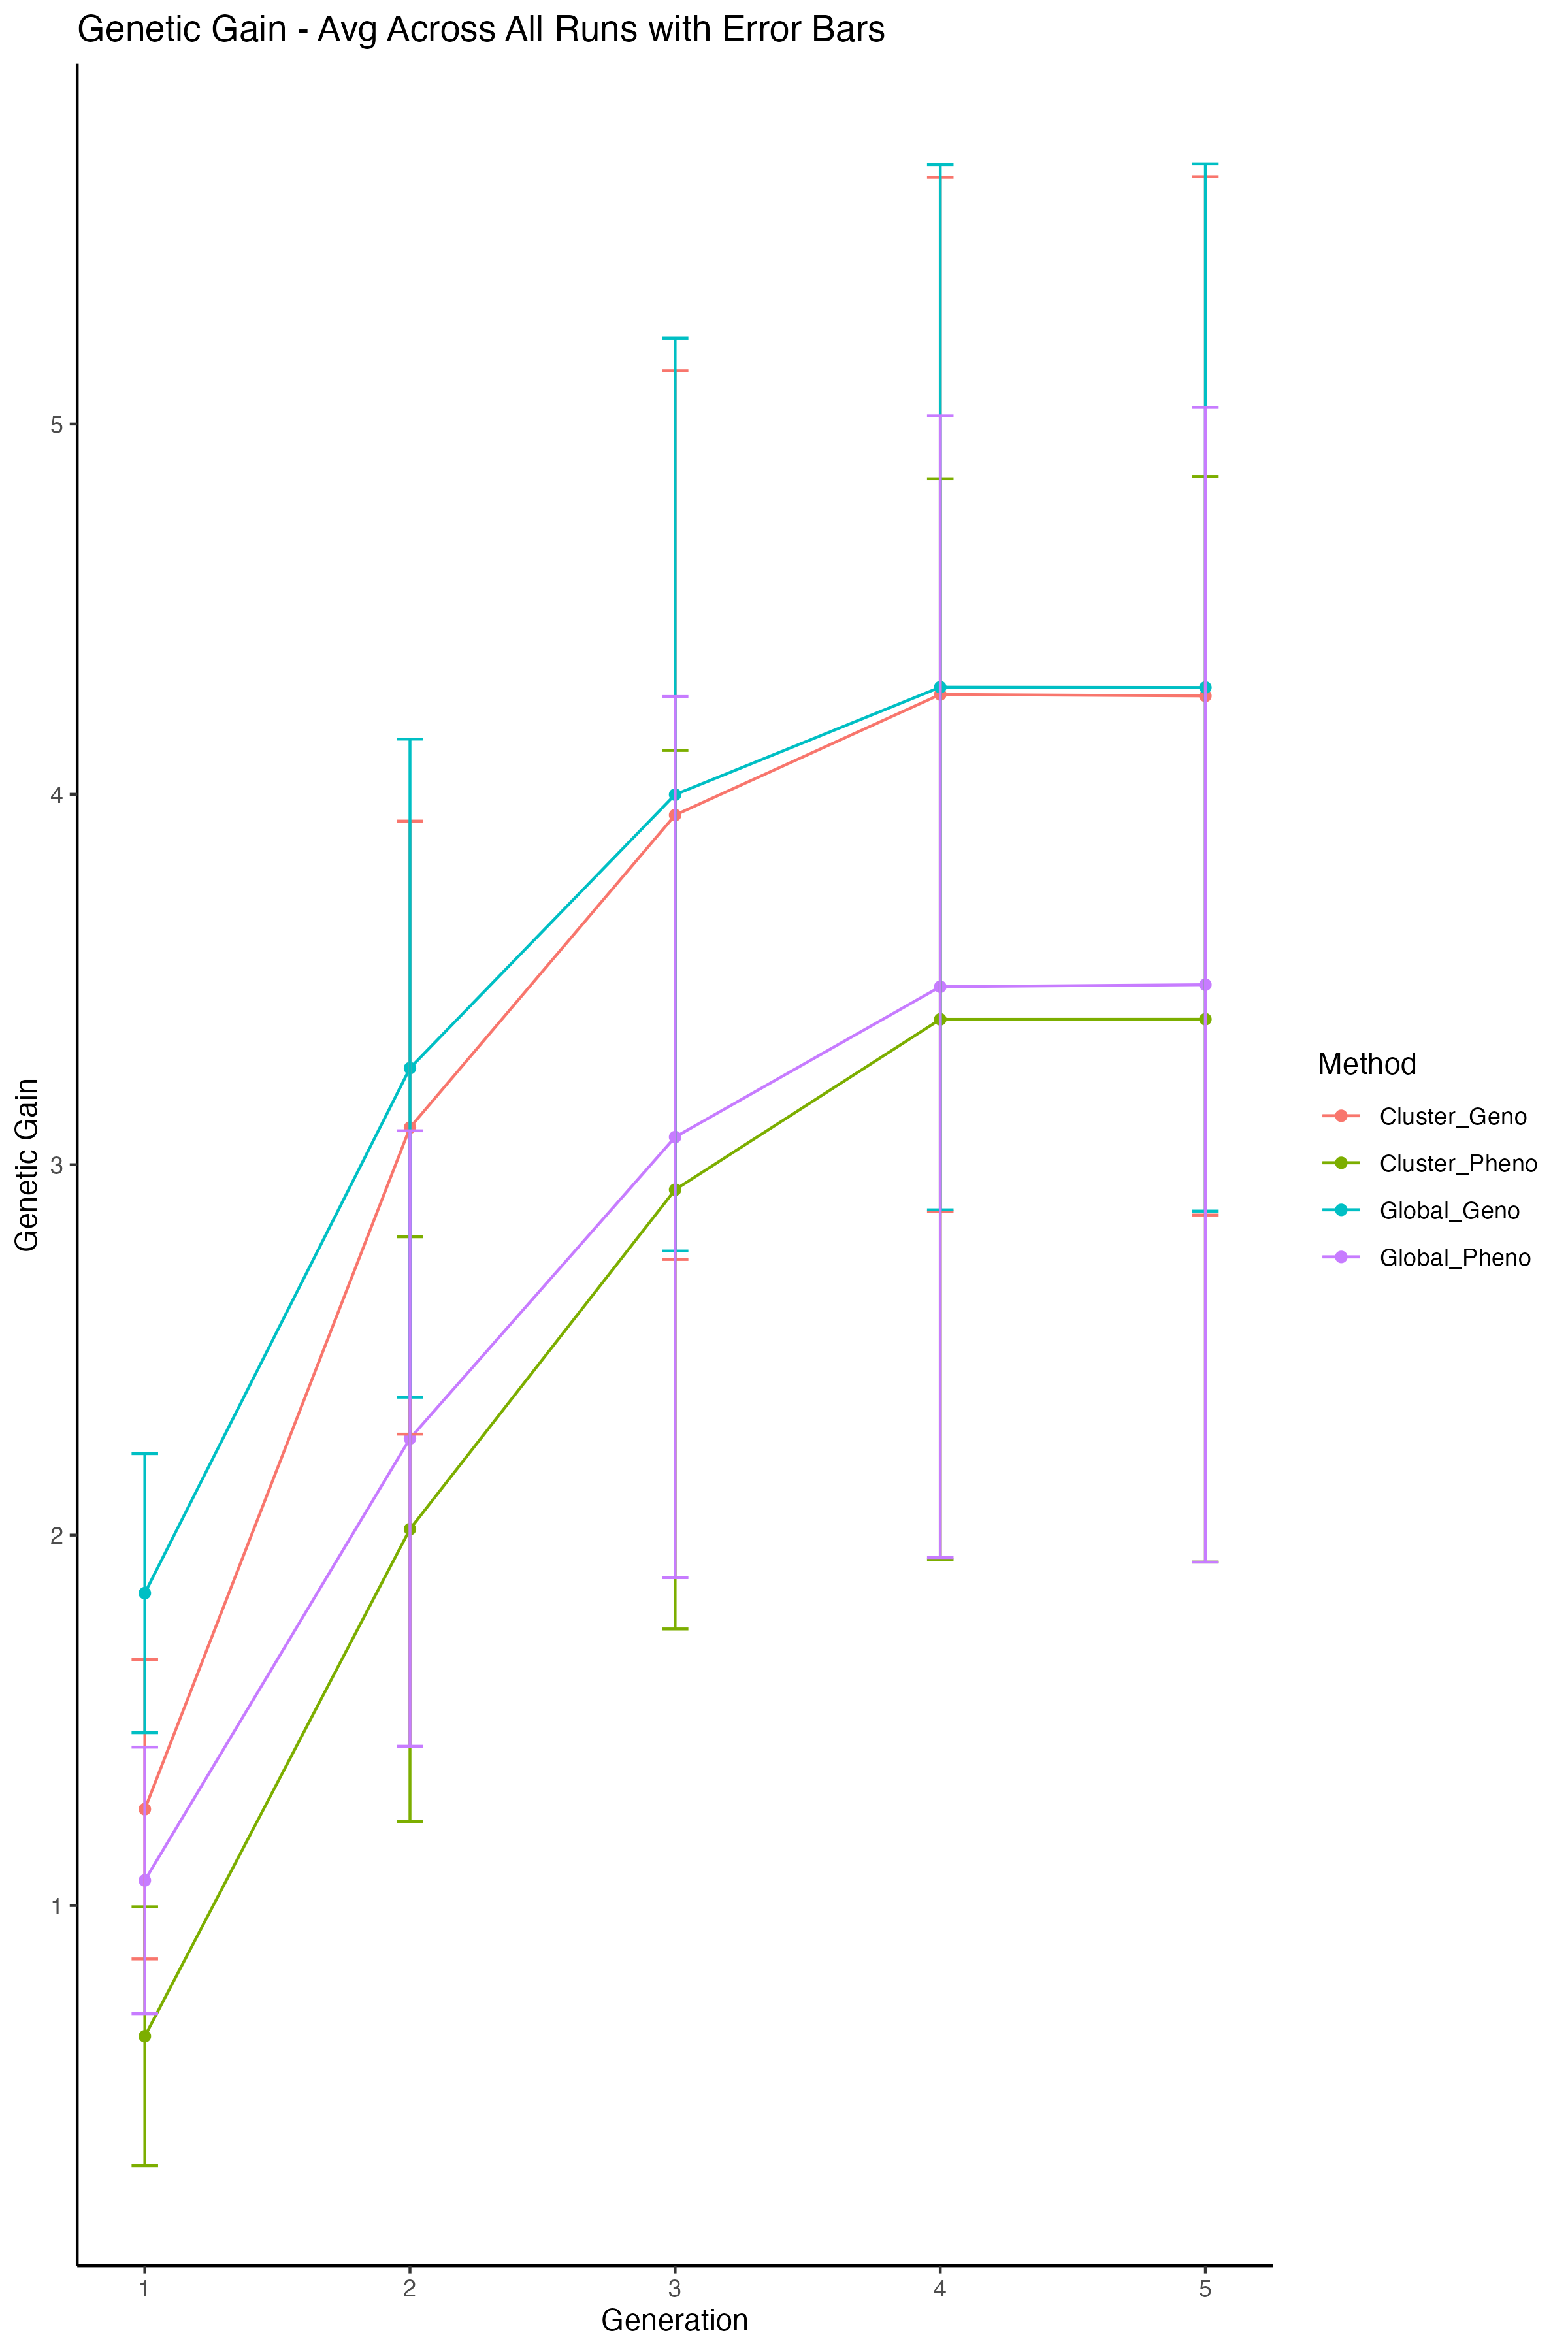 Genetic Gain - Avg Across All Runs with Error Bars
Genetic Gain
5
4
3
2
1
1 2 3 4 5
Generation
Method
Cluster_Geno
Cluster_Pheno
Global_Geno
Global_Pheno